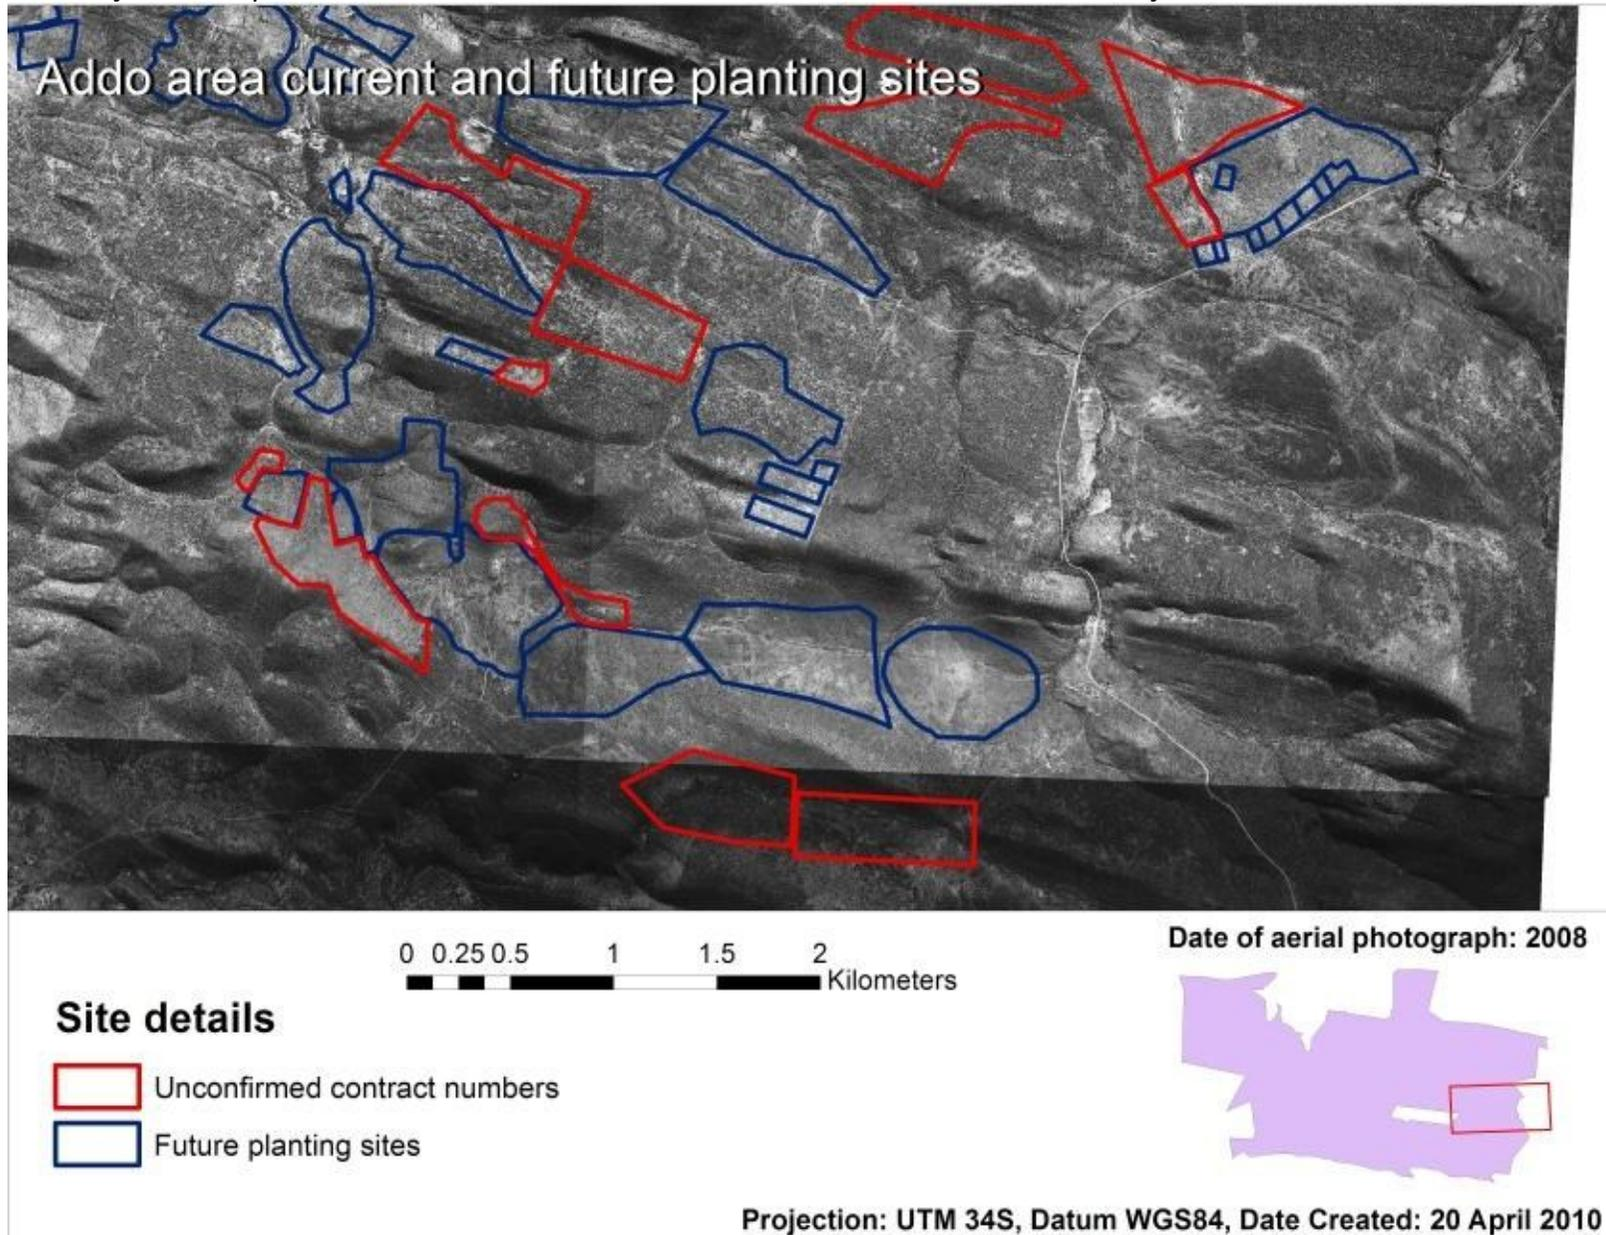 Addo area current and future planting sites
Date of aerial photograph: 2008
0 0.25 0.5 1 1.5 2
Kilometers
Site details
Unconfirmed contract numbers
Future planting sites
Projection: UTM 34S, Datum WGS84, Date Created: 20 April 2010